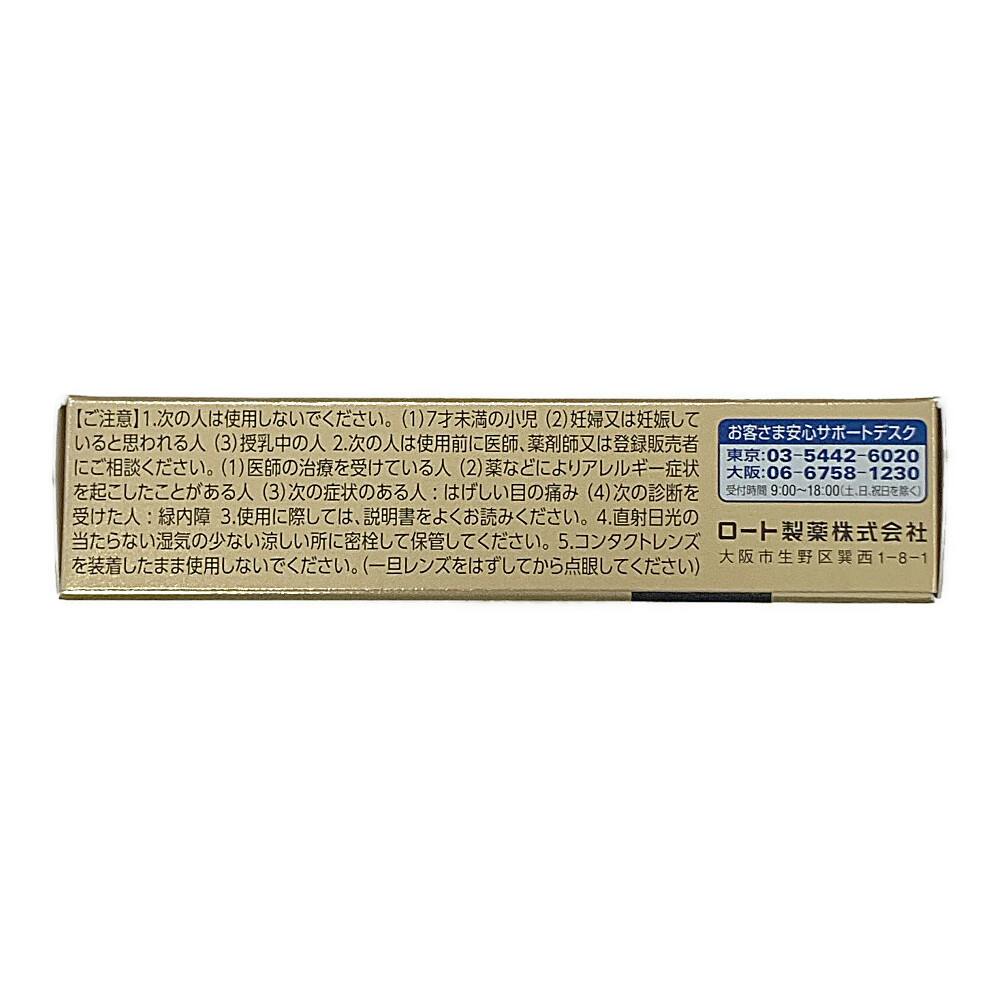 【ご注意】1.次の人は使用しないでください。(1)7才未満の小児 (2)妊婦又は妊娠して
いると思われる人 (3)授乳中の人 2.次の人は使用前に医師、薬剤師又は登録販売者
にご相談ください。(1)医師の治療を受けている人 (2)薬などによりアレルギー症状
を起こしたことがある人 (3)次の症状のある人：はげしい目の痛み (4)次の診断を
受けた人：緑内障 3.使用に際しては、説明書をよくお読みください。 4.直射日光の
当たらない湿気の少ない涼しい所に密栓して保管してください。 5.コンタクトレンズ
を装着したまま使用しないでください。(一旦レンズをはずしてから点眼してください)
お客さま安心サポートデスク
東京:03-5442-6020
大阪:06-6758-1230
受付時間 9:00〜18:00(土、日、祝日を除く)
ロート製薬株式会社
大阪市生野区巽西1-8-1